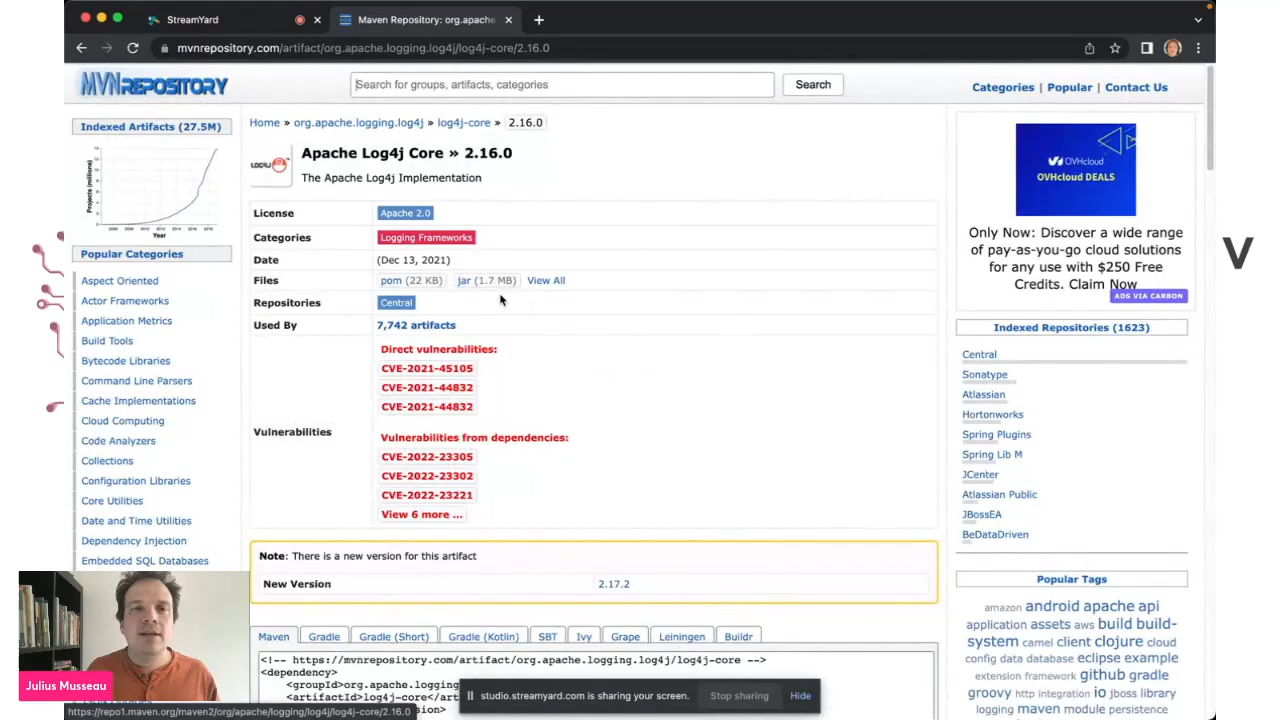 StreamYard
Maven Repository: org.apache
mvnrepository.com/artifact/org.apache.logging.log4j/log4j-core/2.16.0
MVNREPOSITORY
Search for groups, artifacts, categories
Search
Categories | Popular | Contact Us
Indexed Artifacts (27.5M)
Projects (millions)
Year
Popular Categories
Aspect Oriented
Actor Frameworks
Application Metrics
Build Tools
Bytecode Libraries
Command Line Parsers
Cache Implementations
Cloud Computing
Code Analyzers
Collections
Configuration Libraries
Core Utilities
Date and Time Utilities
Dependency Injection
Embedded SQL Databases
Home » org.apache.logging.log4j » log4j-core » 2.16.0
LOG4J
Apache Log4j Core » 2.16.0
The Apache Log4j Implementation
License Apache 2.0
Categories Logging Frameworks
Date (Dec 13, 2021)
Files pom (22 KB) jar (1.7 MB) View All
Repositories Central
Used By 7,742 artifacts
Vulnerabilities
Direct vulnerabilities:
CVE-2021-45105
CVE-2021-44832
CVE-2021-44832
Vulnerabilities from dependencies:
CVE-2022-23305
CVE-2022-23302
CVE-2022-23221
View 6 more ...
Note: There is a new version for this artifact
New Version 2.17.2
Maven Gradle Gradle (Short) Gradle (Kotlin) SBT Ivy Grape Leiningen Buildr
<!-- https://mvnrepository.com/artifact/org.apache.logging.log4j/log4j-core -->
<dependency>
<groupId>org.apache.logging
<artifactId>log4j-co
OVHcloud
OVHcloud DEALS
Only Now: Discover a wide range
of pay-as-you-go cloud solutions
for any use with $250 Free
Credits. Claim Now
ADS VIA CARBON
Indexed Repositories (1623)
Central
Sonatype
Atlassian
Hortonworks
Spring Plugins
Spring Lib M
JCenter
Atlassian Public
JBossEA
BeDataDriven
Popular Tags
amazon android apache api
application assets aws build build-
system camel client clojure cloud
config data database eclipse example
extension framework github gradle
groovy http integration io jboss library
logging maven module persistence
V
Julius Musseau
studio.streamyard.com is sharing your screen.
Stop sharing
Hide
https://repo1.maven.org/maven2/org/apache/logging/log4j/log4j-core/2.16.0